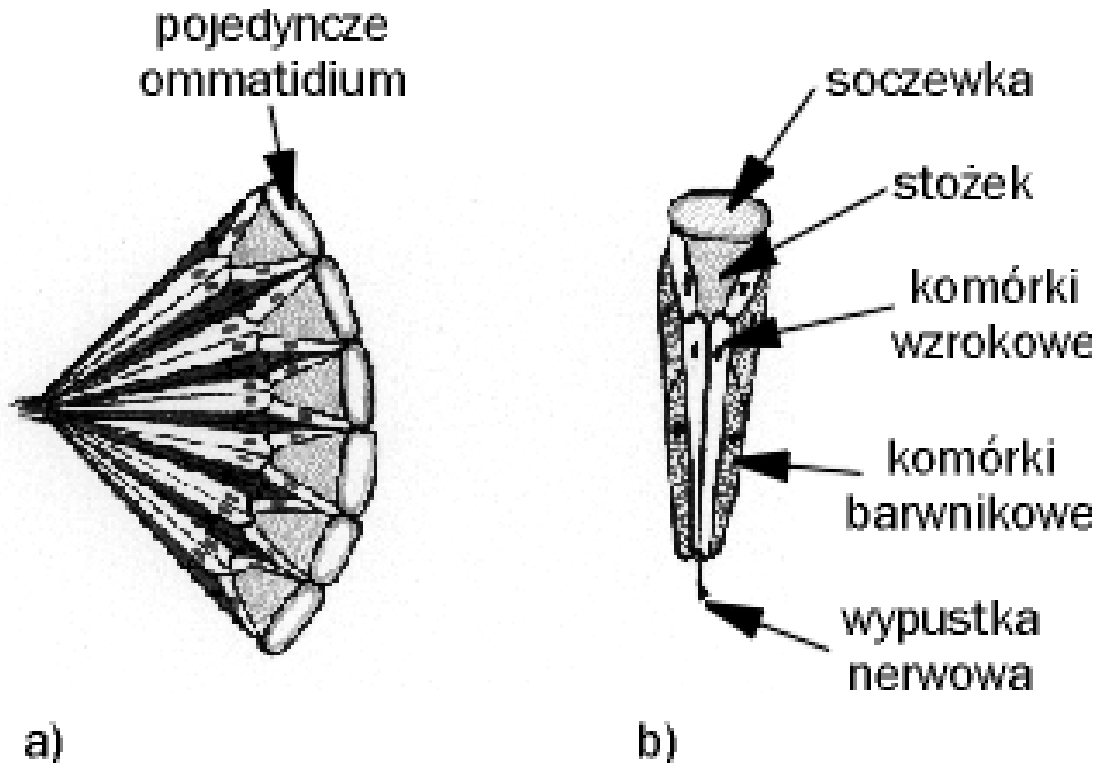 pojedyncze
ommatidium
soczewka
stożek
komórki
wzrokowe
komórki
barwnikowe
wypustka
nerwowa
a)
b)